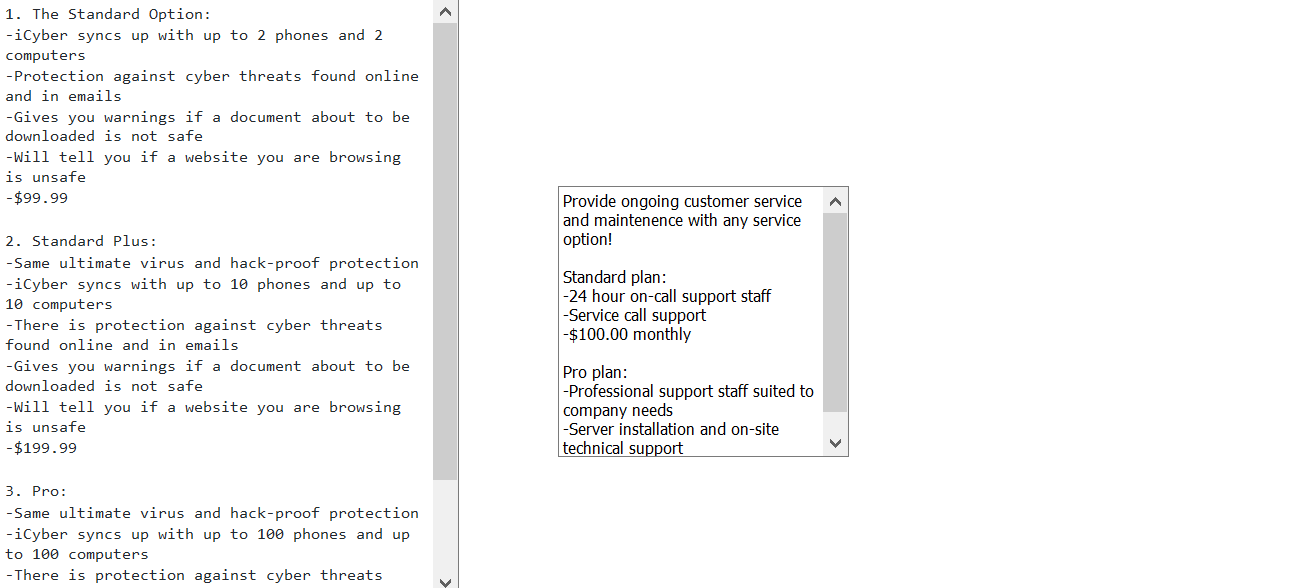 1. The Standard Option:
-iCyber syncs up with up to 2 phones and 2
computers
-Protection against cyber threats found online
and in emails
-Gives you warnings if a document about to be
downloaded is not safe
-Will tell you if a website you are browsing
is unsafe
-$99.99

2. Standard Plus:
-Same ultimate virus and hack-proof protection
-iCyber syncs with up to 10 phones and up to
10 computers
-There is protection against cyber threats
found online and in emails
-Gives you warnings if a document about to be
downloaded is not safe
-Will tell you if a website you are browsing
is unsafe
-$199.99

3. Pro:
-Same ultimate virus and hack-proof protection
-iCyber syncs up with up to 100 phones and up
to 100 computers
-There is protection against cyber threats

Provide ongoing customer service
and maintenence with any service
option!

Standard plan:
-24 hour on-call support staff
-Service call support
-$100.00 monthly

Pro plan:
-Professional support staff suited to
company needs
-Server installation and on-site
technical support